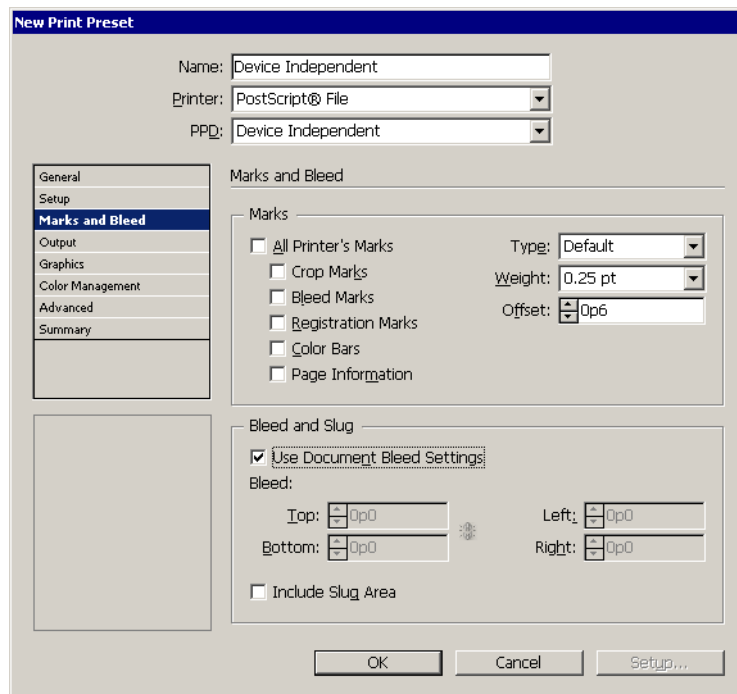 New Print Preset
Name: Device Independent
Printer: PostScript® File
PPD: Device Independent
General
Setup
Marks and Bleed
Output
Graphics
Color Management
Advanced
Summary
Marks and Bleed
Marks
All Printer's Marks
Crop Marks
Bleed Marks
Registration Marks
Color Bars
Page Information
Type: Default
Weight: 0.25 pt
Offset: 0p6
Bleed and Slug
Use Document Bleed Settings
Bleed:
Top: 0p0
Bottom: 0p0
Left: 0p0
Right: 0p0
Include Slug Area
OK Cancel Setup...